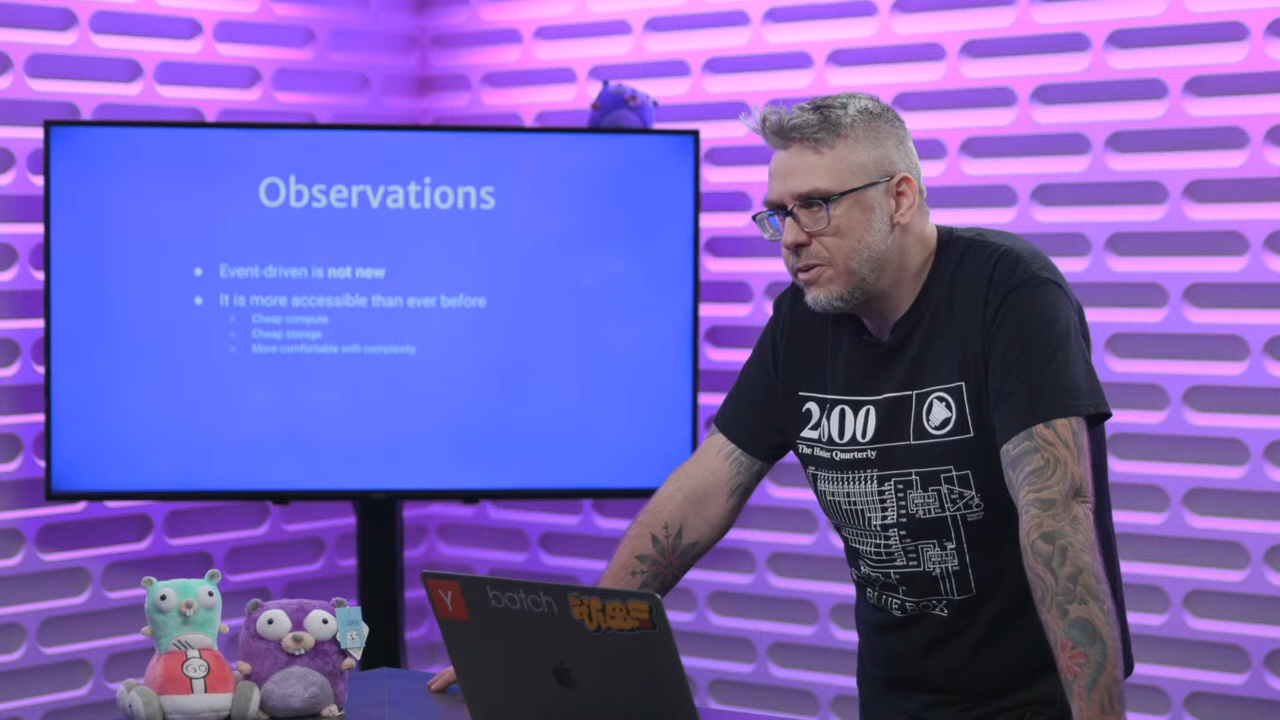 Observations
Event-driven is not new
It is more accessible than ever before
Cheap compute
Cheap storage
More comfortable with complexity
2600
The Hacker Quarterly
BLUE BOX
Y
batch
GO